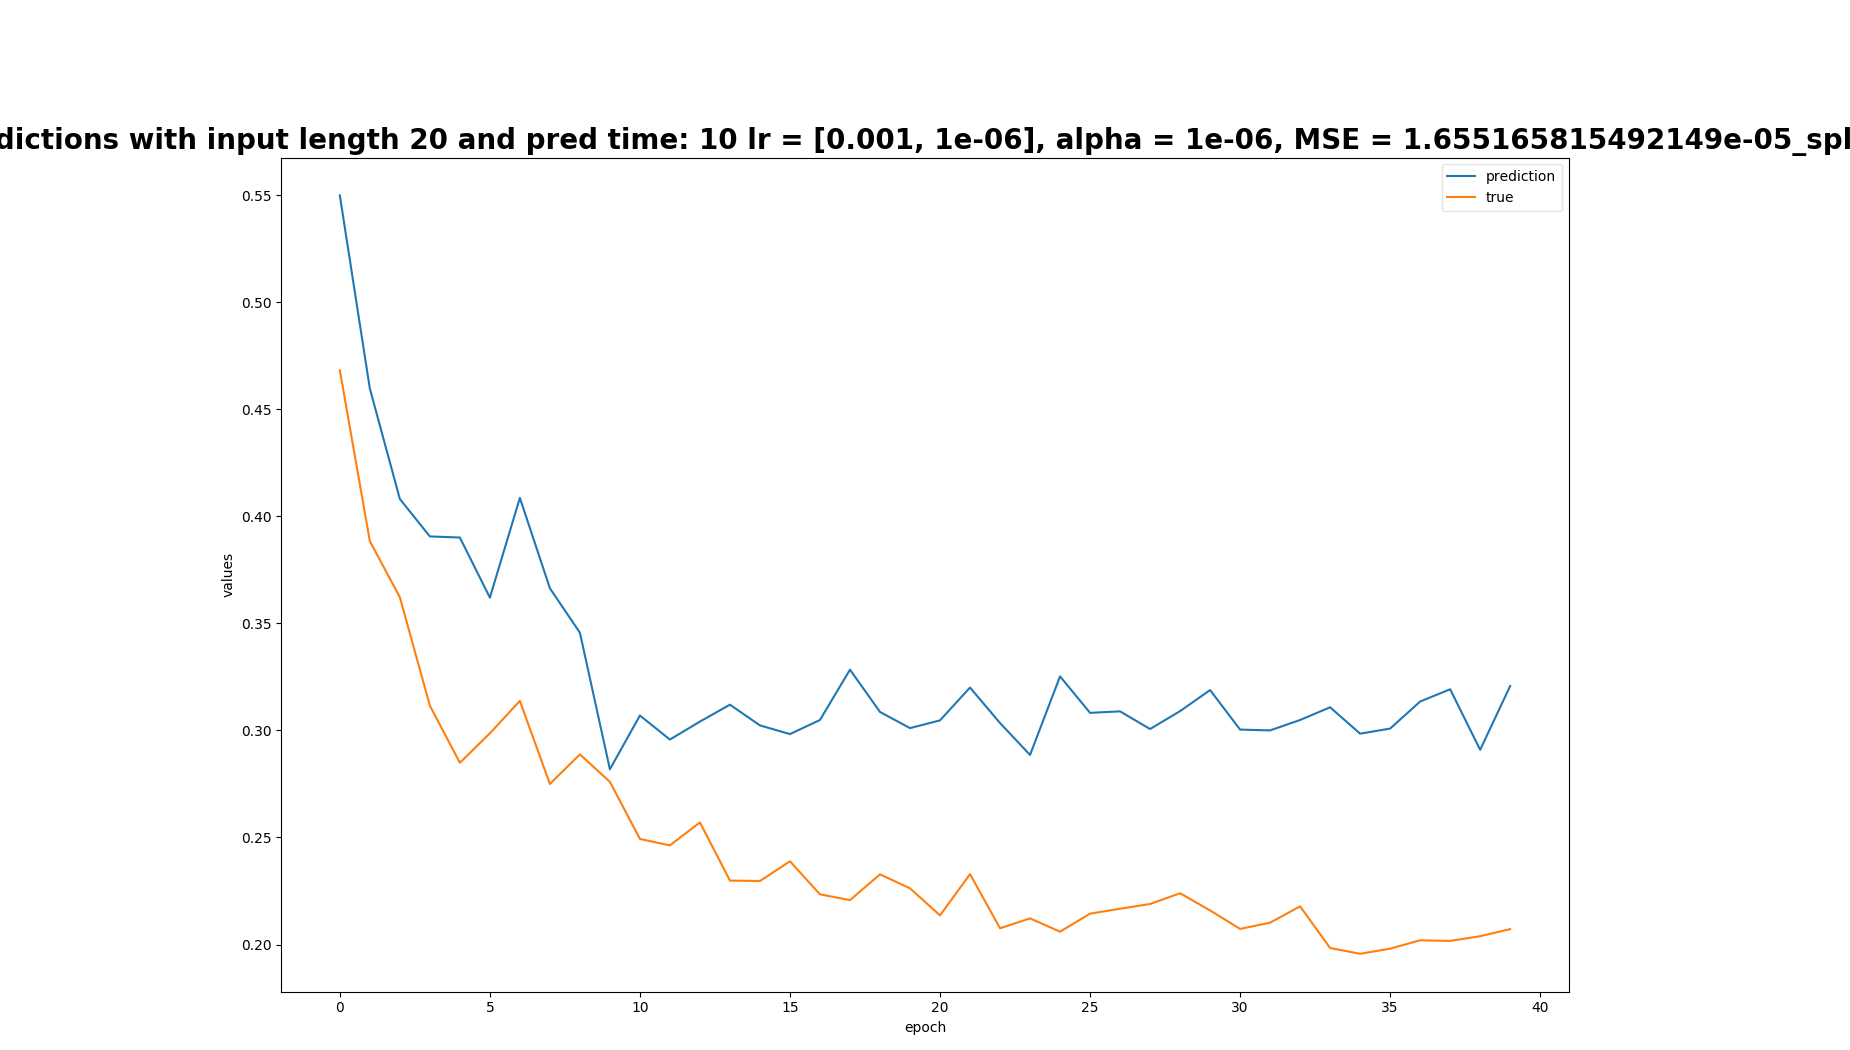 dictions with input length 20 and pred time: 10 lr = [0.001, 1e-06], alpha = 1e-06, MSE = 1.655165815492149e-05_spl
prediction
true
0.55
0.50
0.45
0.40
0.35
0.30
0.25
0.20
values
0 5 10 15 20 25 30 35 40
epoch